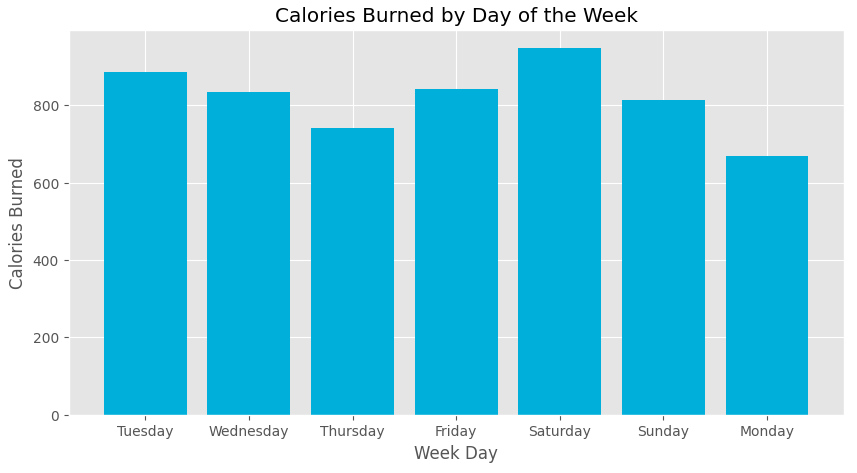 Calories Burned by Day of the Week
Calories Burned
800
600
400
200
0
Tuesday Wednesday Thursday Friday Saturday Sunday Monday
Week Day